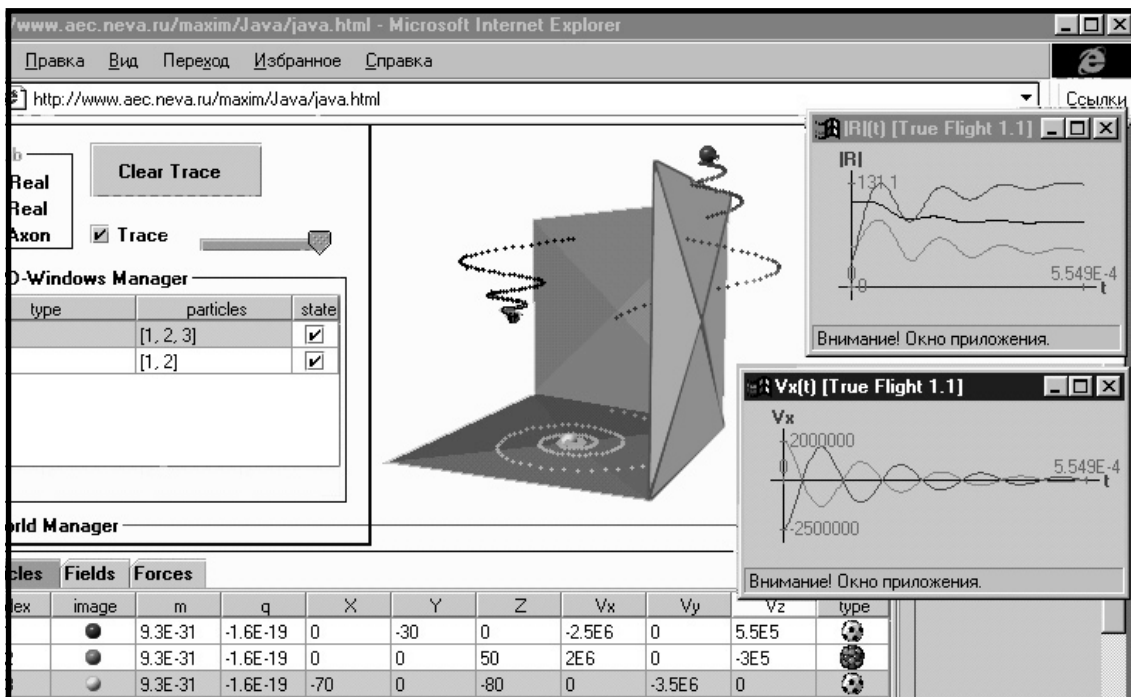 /www.aec.neva.ru/maxim/Java/java.html - Microsoft Internet Explorer
Правка Вид Переход Избранное Справка
http://www.aec.neva.ru/maxim/Java/java.html
Ссылки
Real
Real
Axon
Clear Trace
Trace
D-Windows Manager
type particles state
[1, 2, 3]
[1, 2]
|R|(t) [True Flight 1.1]
|R|
131.1
0
0
5.549E-4
t
Внимание! Окно приложения.
Vx(t) [True Flight 1.1]
Vx
2000000
0
5.549E-4
t
-2500000
Внимание! Окно приложения.
orld Manager
cles Fields Forces
dex image m q X Y Z Vx Vy Vz type
9.3E-31 -1.6E-19 0 -30 0 -2.5E6 0 5.5E5
2 9.3E-31 -1.6E-19 0 0 50 2E6 0 -3E5
3 9.3E-31 -1.6E-19 -70 0 -80 0 -3.5E6 0